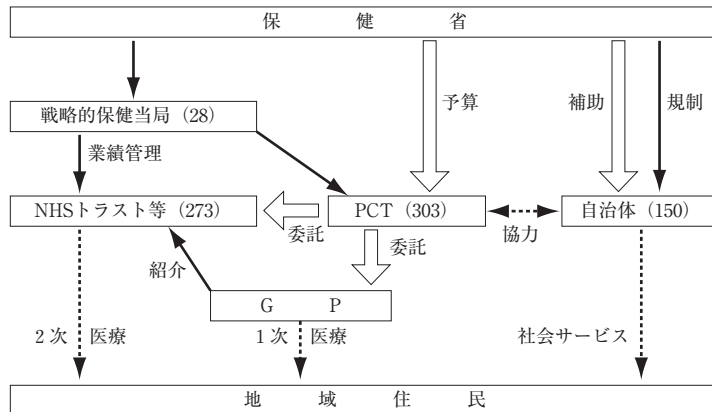 保健省
予算
補助
規制
戦略的保健当局（28）
業績管理
NHSトラスト等（273）
PCT（303）
自治体（150）
委託
協力
委託
紹介
GP
2次 医療
1次 医療
社会サービス
地域住民